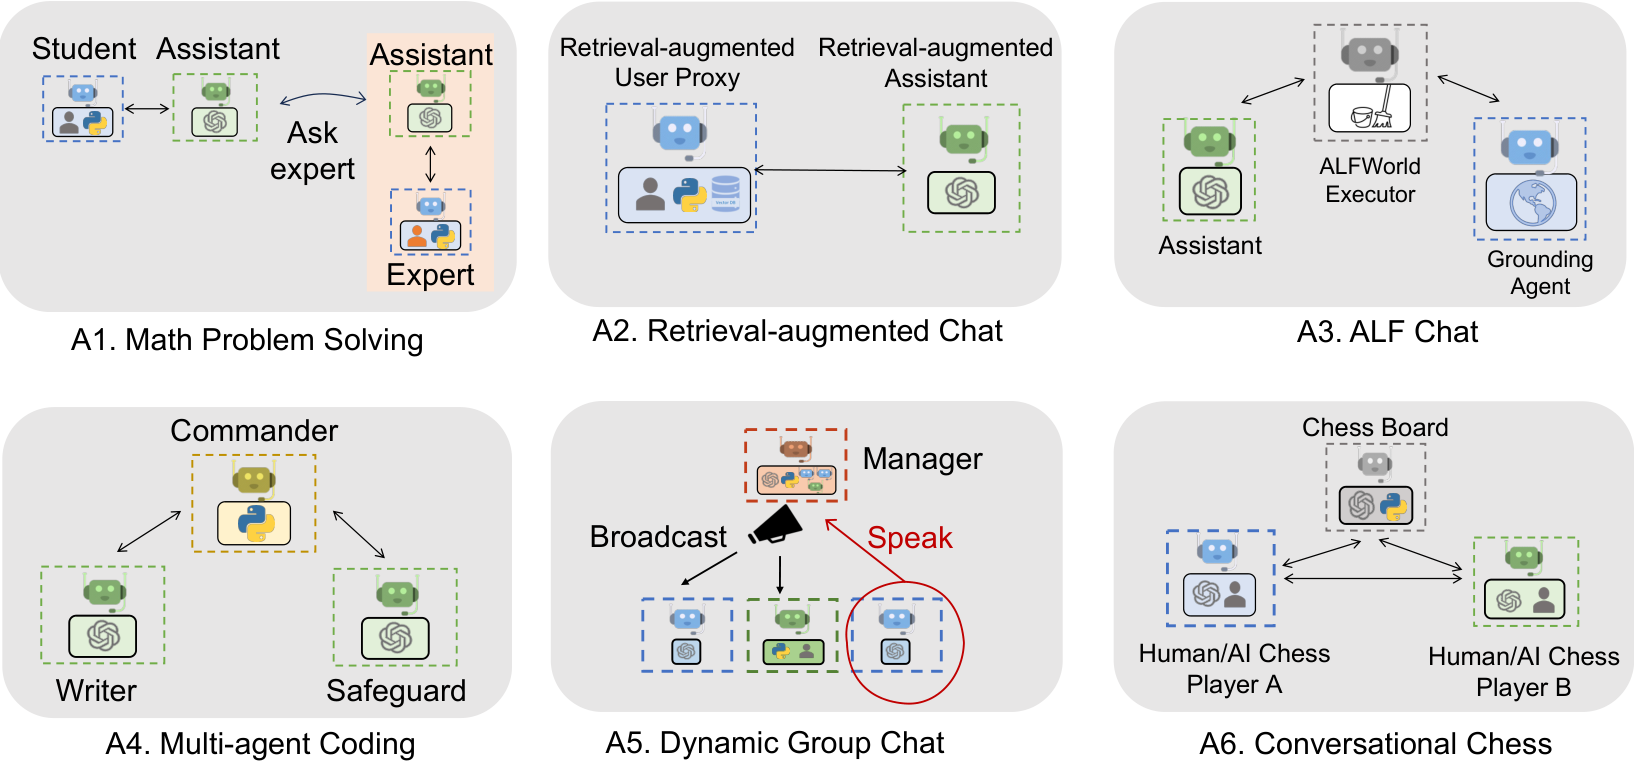 Student
Assistant
Assistant
Ask
expert
Expert
A1. Math Problem Solving
Retrieval-augmented
User Proxy
Retrieval-augmented
Assistant
Vector DB
A2. Retrieval-augmented Chat
ALFWorld
Executor
Assistant
Grounding
Agent
A3. ALF Chat
Commander
Writer
Safeguard
A4. Multi-agent Coding
Manager
Broadcast
Speak
A5. Dynamic Group Chat
Chess Board
Human/AI Chess
Player A
Human/AI Chess
Player B
A6. Conversational Chess